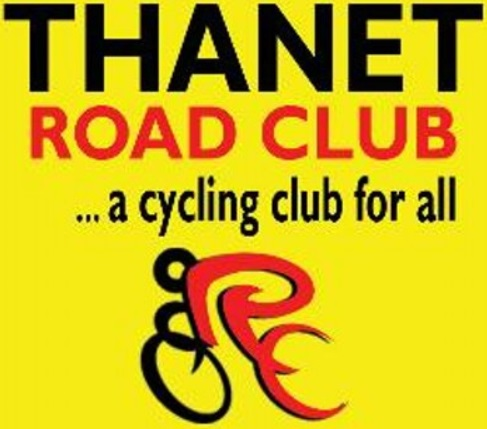 THANET
ROAD CLUB
... a cycling club for all